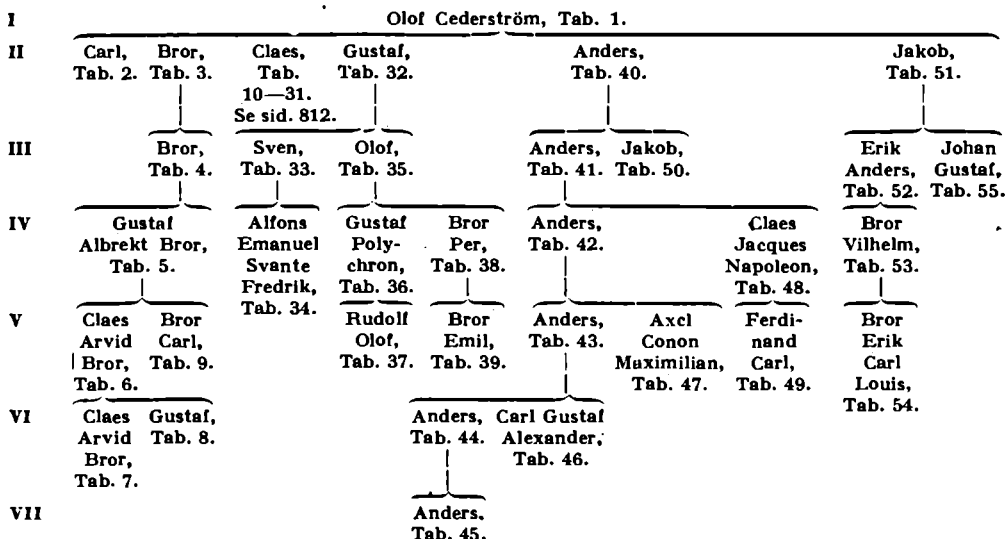 I Olof Cederström, Tab. 1.
II Carl, Bror, Claes, Gustaf, Anders, Jakob,
Tab. 2. Tab. 3. Tab. Tab. 32. Tab. 40. Tab. 51.
10—31.
Se sid. 812.
III Bror, Sven, Olof, Anders, Jakob, Erik Johan
Tab. 4. Tab. 33. Tab. 35. Tab. 41. Tab. 50. Anders, Gustaf,
Tab. 52. Tab. 55.
IV Gustaf Alfons Gustaf Bror Anders, Claes Bror
Albrekt Bror, Emanuel Poly- Per, Tab. 42. Jacques Vilhelm,
Tab. 5. Svante chron, Tab. 38. Napoleon, Tab. 53.
Fredrik, Tab. 36. Tab. 48.
Tab. 34.
V Claes Bror Rudolf Bror Anders, Axel Ferdi- Bror
Arvid Carl, Olof, Emil, Tab. 43. Conon nand Erik
Bror, Tab. 9. Tab. 37. Tab. 39. Maximilian, Carl, Carl
Tab. 6. Tab. 47. Tab. 49. Louis,
Tab. 54.
VI Claes Gustaf, Anders, Carl Gustaf
Arvid Tab. 8. Tab. 44. Alexander,
Bror, Tab. 46.
Tab. 7.
VII Anders,
Tab. 45.